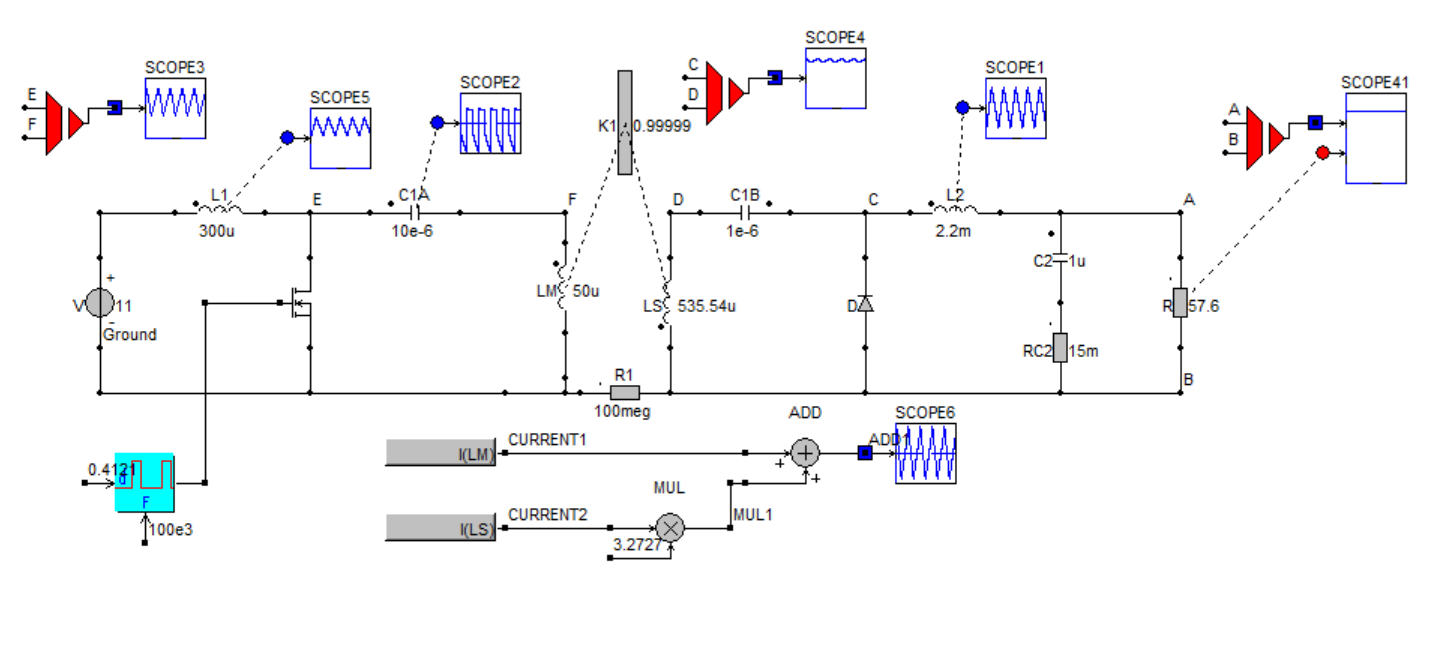 SCOPE4
SCOPE3
SCOPE5
SCOPE2
C
D
SCOPE1
SCOPE41
E
F
K1
0.99999
A
B
L1
300u
E
C1A
10e-6
F
D
C1B
1e-6
C
L2
2.2m
A
+
V
11
-
Ground
LM
50u
LS
535.54u
D
C2
1u
R
57.6
RC2
15m
R1
100meg
B
0.4121
d
F
100e3
I(LM)
CURRENT1
ADD
+
+
ADD1
SCOPE6
I(LS)
CURRENT2
MUL
MUL1
3.2727